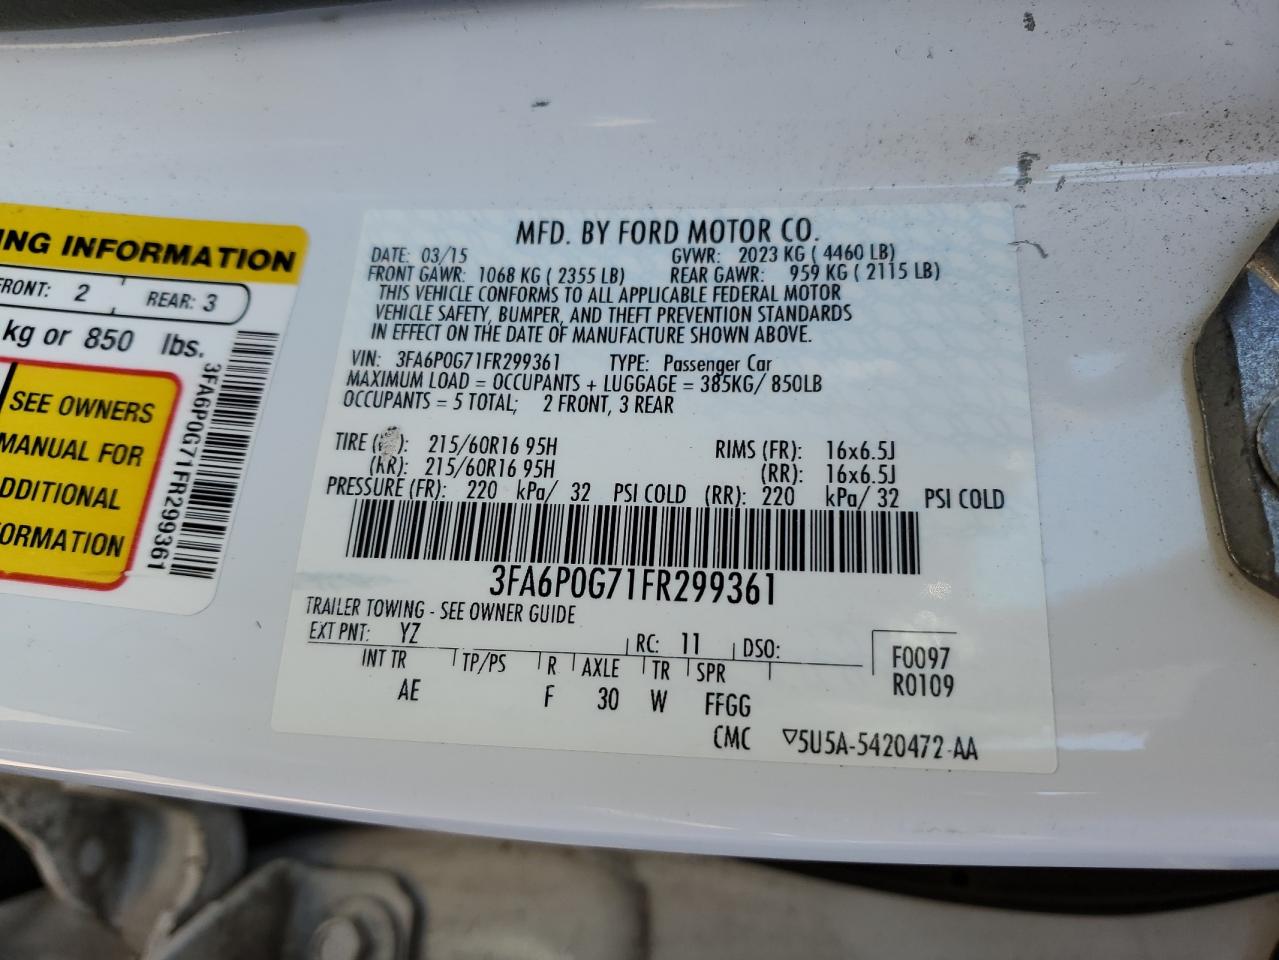 ING INFORMATION
FRONT: 2 REAR: 3
kg or 850 lbs.
SEE OWNERS
MANUAL FOR
ADDITIONAL
INFORMATION
3FA6P0G71FR299361
MFD. BY FORD MOTOR CO.
DATE: 03/15 GVWR: 2023 KG ( 4460 LB)
FRONT GAWR: 1068 KG ( 2355 LB) REAR GAWR: 959 KG ( 2115 LB)
THIS VEHICLE CONFORMS TO ALL APPLICABLE FEDERAL MOTOR
VEHICLE SAFETY, BUMPER, AND THEFT PREVENTION STANDARDS
IN EFFECT ON THE DATE OF MANUFACTURE SHOWN ABOVE.
VIN: 3FA6P0G71FR299361 TYPE: Passenger Car
MAXIMUM LOAD = OCCUPANTS + LUGGAGE = 385KG/ 850LB
OCCUPANTS = 5 TOTAL; 2 FRONT, 3 REAR
TIRE (FR): 215/60R16 95H RIMS (FR): 16x6.5J
(RR): 215/60R16 95H (RR): 16x6.5J
PRESSURE (FR): 220 kPa/ 32 PSI COLD (RR): 220 kPa/ 32 PSI COLD
3FA6P0G71FR299361
TRAILER TOWING - SEE OWNER GUIDE
EXT PNT: YZ RC: 11 DSO: F0097
INT TR TP/PS R AXLE TR SPR R0109
AE F 30 W FFGG
CMC ▽5U5A-5420472-AA